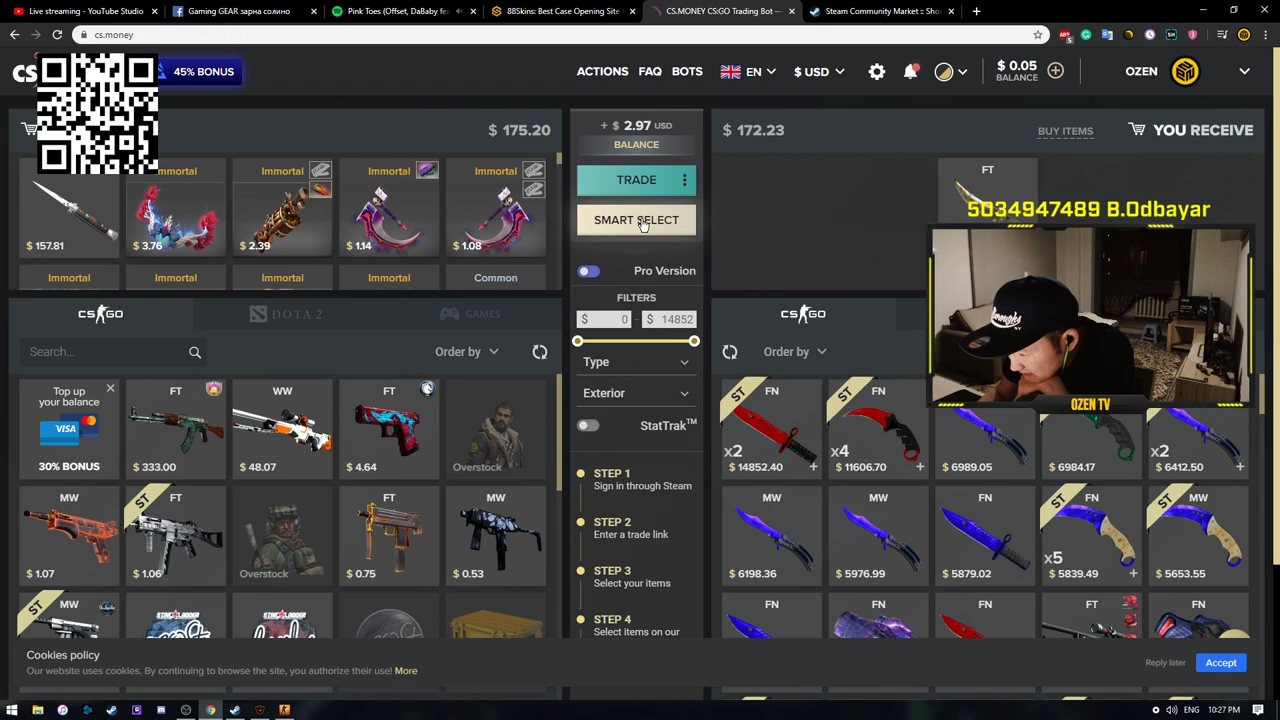 Live streaming - YouTube Studio
Gaming GEAR зарна солино
Pink Toes (Offset, DaBaby fea
88Skins: Best Case Opening Site
CS.MONEY CSGO Trading Bot —
Steam Community Market :: Show
cs.money
45% BONUS
ACTIONS
FAQ
BOTS
EN
$ USD
$ 0.05
BALANCE
OZEN
$ 175.20
+ $ 2.97 USD
BALANCE
$ 172.23
BUY ITEMS
YOU RECEIVE
TRADE
SMART SELECT
Immortal
Immortal
Immortal
Immortal
$ 157.81
$ 3.76
$ 2.39
$ 1.14
$ 1.08
Immortal
Immortal
Immortal
Immortal
Common
FT
5034947489 B.Odbayar
OZEN TV
Pro Version
FILTERS
$ 0
$ 14852
Type
Exterior
StatTrak™
STEP 1
Sign in through Steam
STEP 2
Enter a trade link
STEP 3
Select your items
STEP 4
Select items on our
CS:GO
DOTA 2
GAMES
Search...
Order by
Top up
your balance
VISA
30% BONUS
FT
$ 333.00
WW
$ 48.07
FT
$ 4.64
Overstock
MW
$ 1.07
ST
FT
$ 1.06
Overstock
FT
$ 0.75
MW
$ 0.53
ST
MW
CS:GO
Order by
ST
FN
x2
$ 14852.40
+
ST
FN
x4
$ 11606.70
+
$ 6989.05
$ 6984.17
x2
$ 6412.50
+
MW
$ 6198.36
MW
$ 5976.99
FN
$ 5879.02
ST
FN
x5
$ 5839.49
+
ST
MW
$ 5653.55
FN
FN
FN
FT
FN
Cookies policy
Our website uses cookies. By continuing to browse the site, you authorize their use! More
Reply later
Accept
ENG
10:27 PM